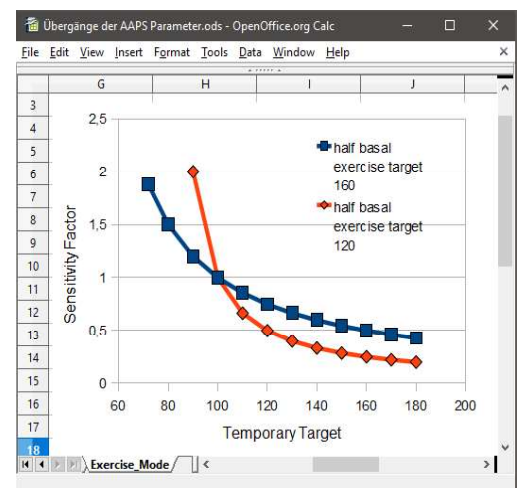 Übergänge der AAPS Parameter.ods - OpenOffice.org Calc
File Edit View Insert Format Tools Data Window Help
G H I J
3
4
5
6
7
8
9
10
11
12
13
14
15
16
17
18
2,5
2
1,5
1
0,5
0
Sensitivity Factor
half basal
exercise target
160
half basal
exercise target
120
60 80 100 120 140 160 180 200
Temporary Target
Exercise_Mode